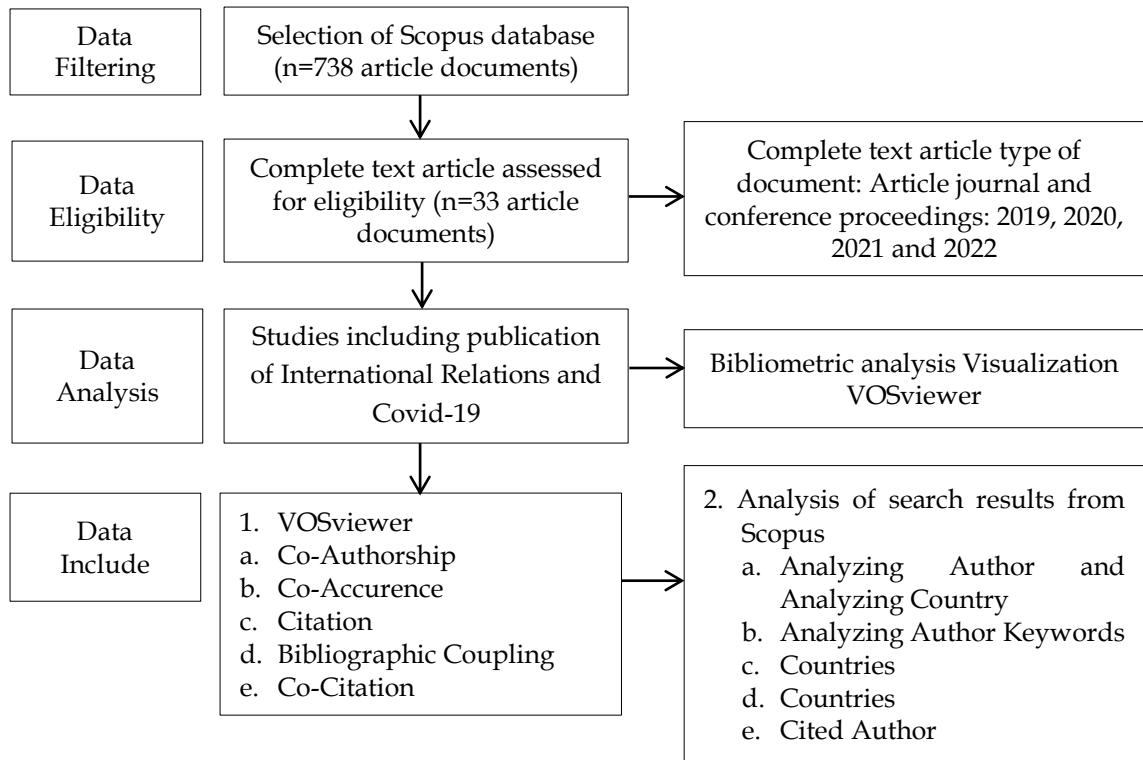 Data
Filtering
Selection of Scopus database
(n=738 article documents)
Data
Eligibility
Complete text article assessed
for eligibility (n=33 article
documents)
Complete text article type of
document: Article journal and
conference proceedings: 2019, 2020,
2021 and 2022
Data
Analysis
Studies including publication
of International Relations and
Covid-19
Bibliometric analysis Visualization
VOSviewer
Data
Include
1. VOSviewer
a. Co-Authorship
b. Co-Accurence
c. Citation
d. Bibliographic Coupling
e. Co-Citation
2. Analysis of search results from
Scopus
a. Analyzing Author and
Analyzing Country
b. Analyzing Author Keywords
c. Countries
d. Countries
e. Cited Author